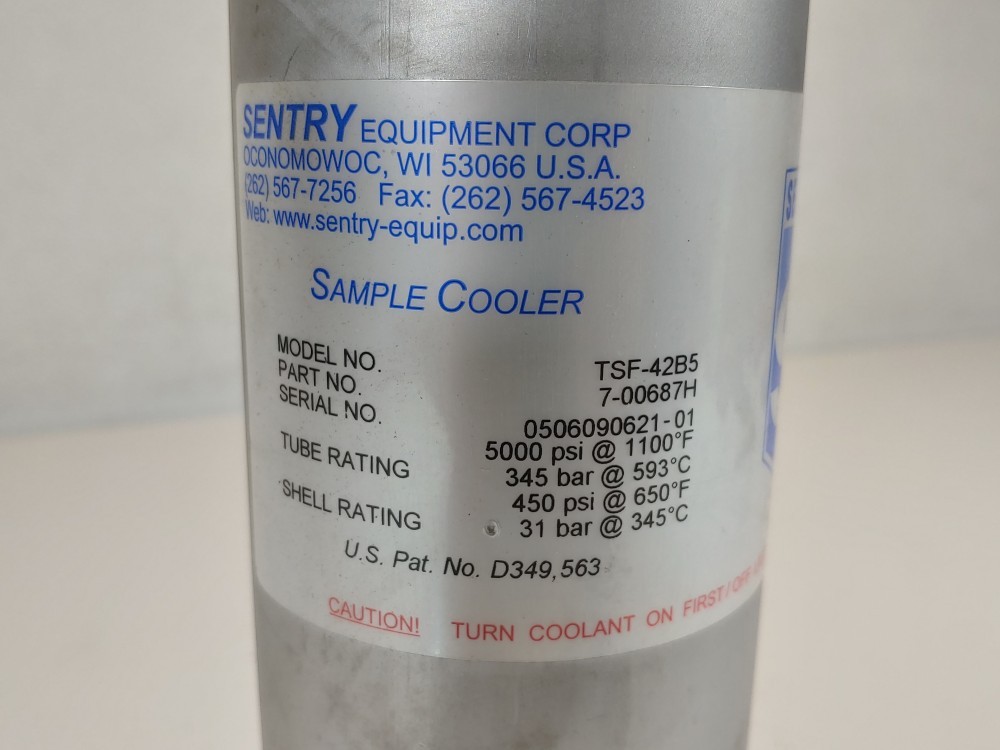 SENTRY EQUIPMENT CORP
OCONOMOWOC, WI 53066 U.S.A.
(262) 567-7256 Fax: (262) 567-4523
Web: www.sentry-equip.com
SAMPLE COOLER
MODEL NO. TSF-42B5
PART NO. 7-00687H
SERIAL NO. 0506090621-01
TUBE RATING 5000 psi @ 1100°F
345 bar @ 593°C
SHELL RATING 450 psi @ 650°F
31 bar @ 345°C
U.S. Pat. No. D349,563
CAUTION! TURN COOLANT ON FIRST/OFF